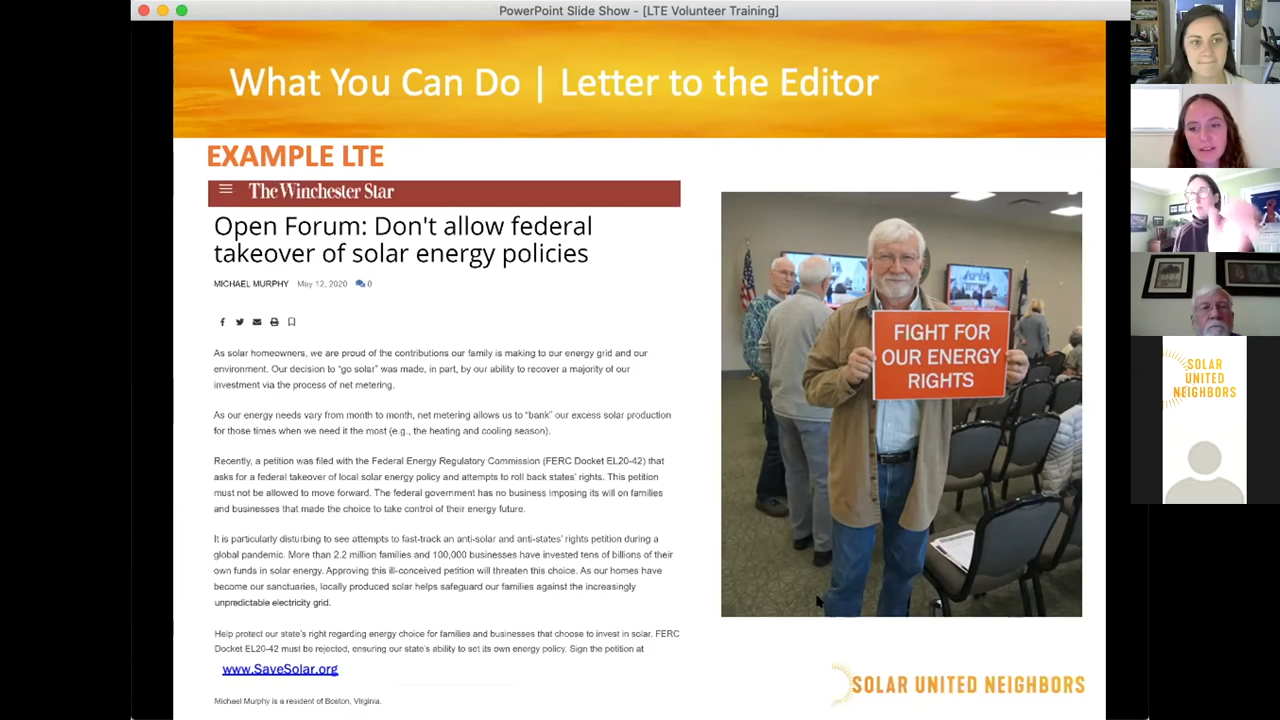 PowerPoint Slide Show - [LTE Volunteer Training]
What You Can Do | Letter to the Editor
EXAMPLE LTE
The Winchester Star
Open Forum: Don't allow federal
takeover of solar energy policies
MICHAEL MURPHY May 12, 2020 0
As solar homeowners, we are proud of the contributions our family is making to our energy grid and our
environment. Our decision to “go solar” was made, in part, by our ability to recover a majority of our
investment via the process of net metering.
As our energy needs vary from month to month, net metering allows us to “bank” our excess solar production
for those times when we need it the most (e.g., the heating and cooling season).
Recently, a petition was filed with the Federal Energy Regulatory Commission (FERC Docket EL20-42) that
asks for a federal takeover of local solar energy policy and attempts to roll back states’ rights. This petition
must not be allowed to move forward. The federal government has no business imposing its will on families
and businesses that made the choice to take control of their energy future.
It is particularly disturbing to see attempts to fast-track an anti-solar and anti-states’ rights petition during a
global pandemic. More than 2.2 million families and 100,000 businesses have invested tens of billions of their
own funds in solar energy. Approving this ill-conceived petition will threaten this choice. As our homes have
become our sanctuaries, locally produced solar helps safeguard our families against the increasingly
unpredictable electricity grid.
Help protect our state’s right regarding energy choice for families and businesses that choose to invest in solar. FERC
Docket EL20-42 must be rejected, ensuring our state’s ability to set its own energy policy. Sign the petition at
www.SaveSolar.org
Michael Murphy is a resident of Boston, Virginia.
FIGHT FOR
OUR ENERGY
RIGHTS
SOLAR UNITED NEIGHBORS
SOLAR
UNITED
NEIGHBORS